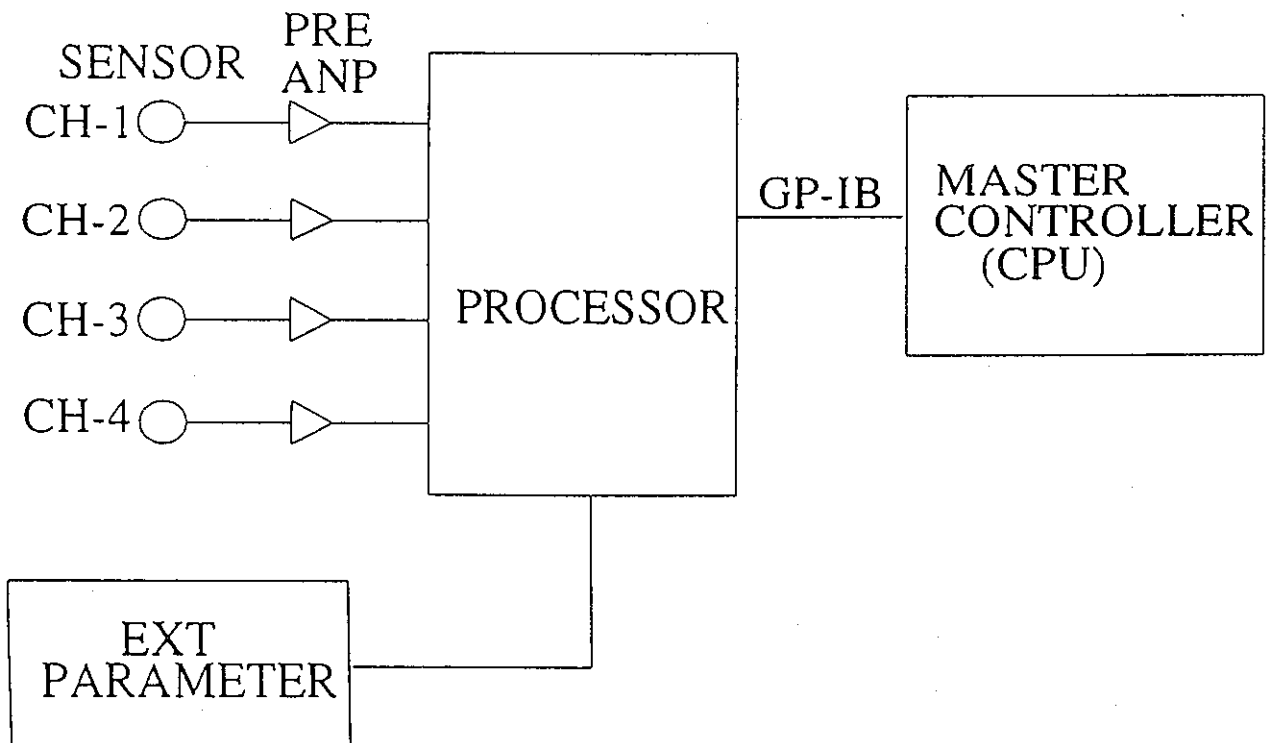 SENSOR
PRE
ANP
CH-1
CH-2
CH-3
CH-4
PROCESSOR
GP-IB
MASTER
CONTROLLER
(CPU)
EXT
PARAMETER